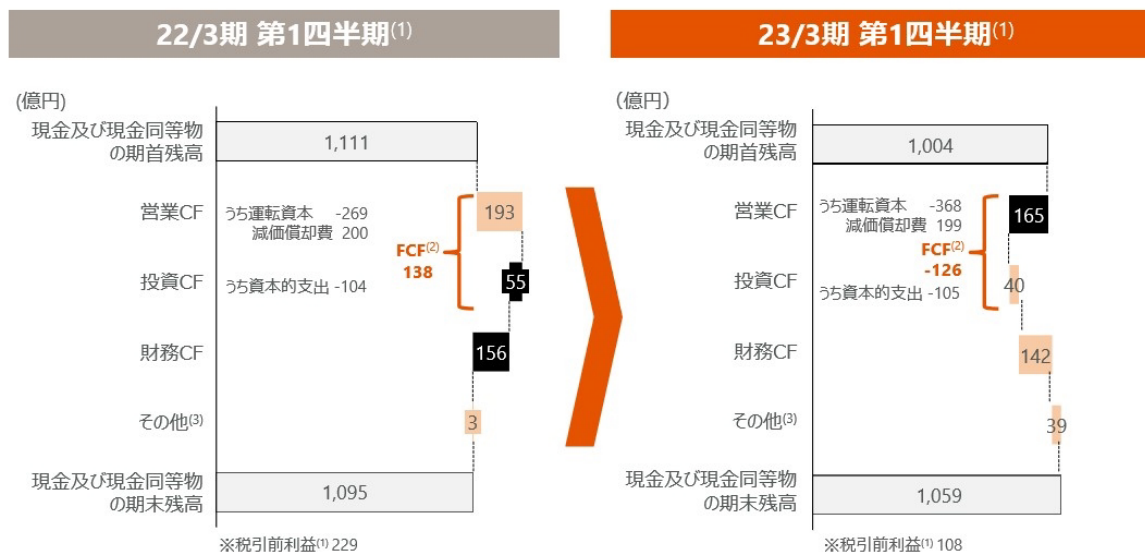 22/3期 第1四半期(1)
(億円)
現金及び現金同等物
の期首残高
1,111
営業CF
うち運転資本 -269
減価償却費 200
193
FCF(2)
138
投資CF
うち資本的支出 -104
55
財務CF
156
その他(3)
3
現金及び現金同等物
の期末残高
1,095
※税引前利益(1) 229
23/3期 第1四半期(1)
(億円)
現金及び現金同等物
の期首残高
1,004
営業CF
うち運転資本 -368
減価償却費 199
165
FCF(2)
-126
投資CF
うち資本的支出 -105
40
財務CF
142
その他(3)
39
現金及び現金同等物
の期末残高
1,059
※税引前利益(1) 108